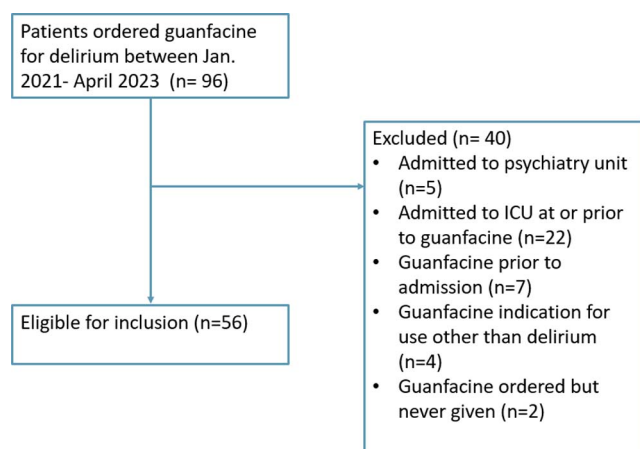 Patients ordered guanfacine
for delirium between Jan.
2021- April 2023  (n= 96)
Excluded (n= 40)
• Admitted to psychiatry unit
(n=5)
• Admitted to ICU at or prior
to guanfacine (n=22)
• Guanfacine prior to
admission (n=7)
• Guanfacine indication for
use other than delirium
(n=4)
• Guanfacine ordered but
never given (n=2)
Eligible for inclusion (n=56)